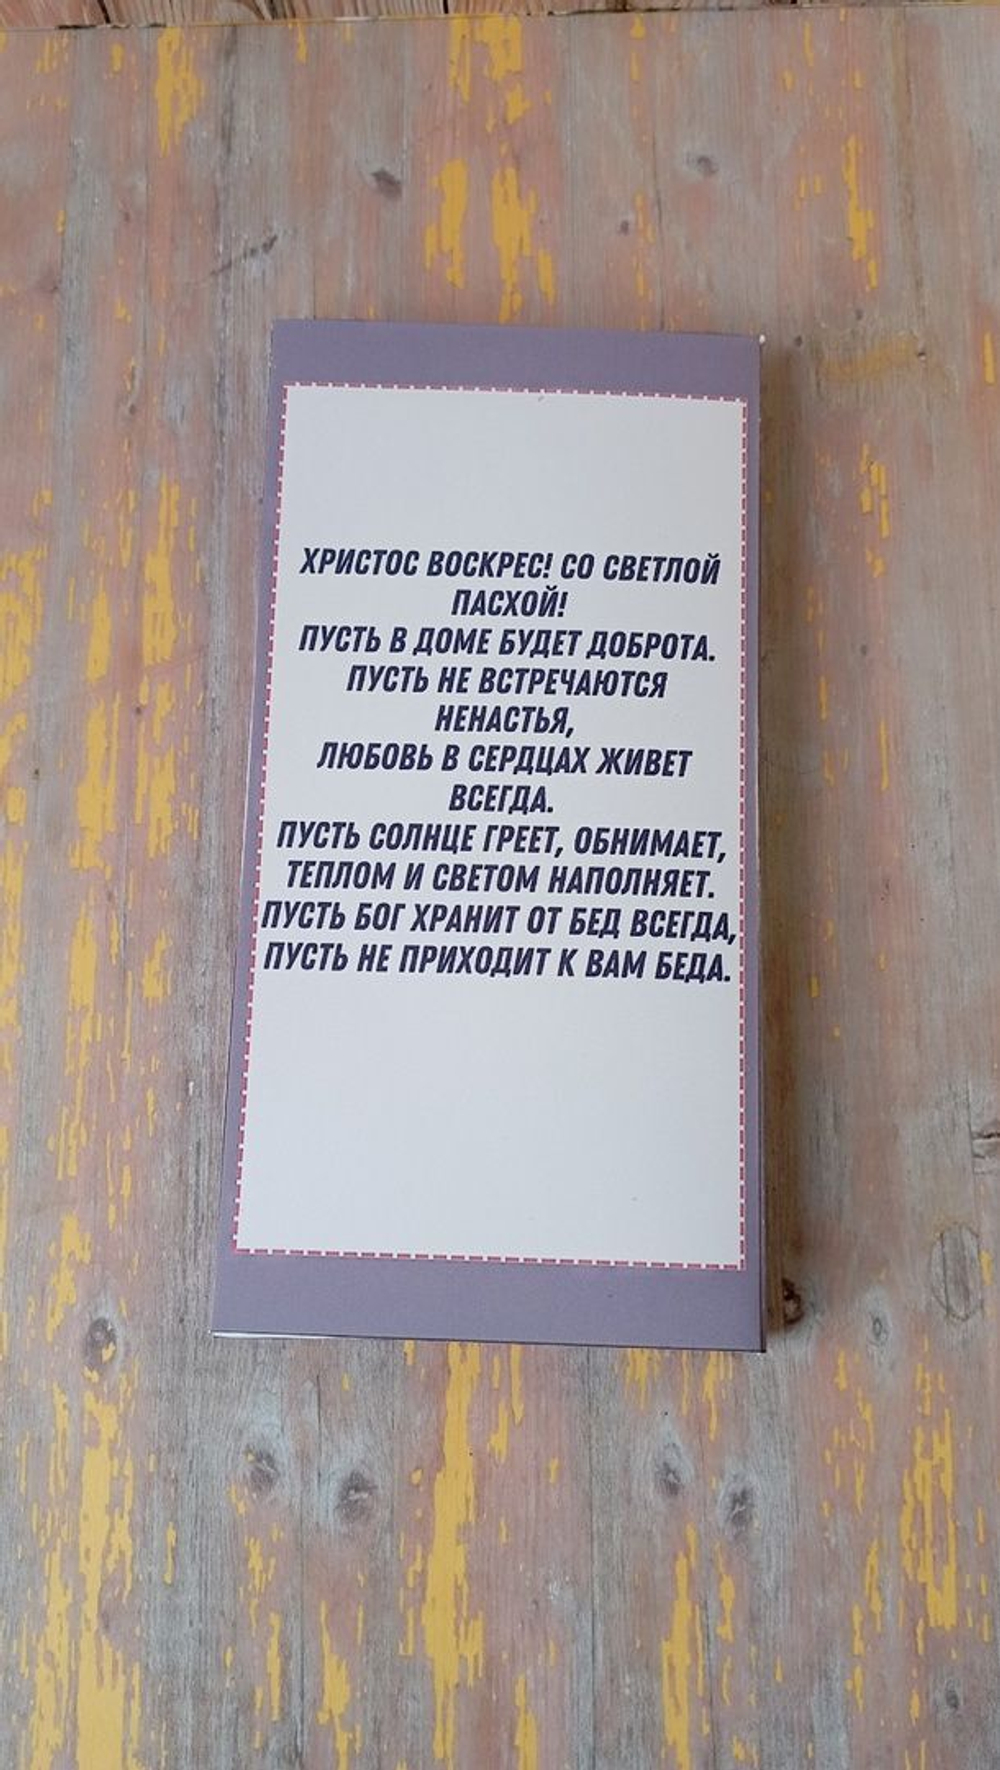 ХРИСТОС ВОСКРЕС! СО СВЕТЛОЙ
ПАСХОЙ!
ПУСТЬ В ДОМЕ БУДЕТ ДОБРОТА.
ПУСТЬ НЕ ВСТРЕЧАЮТСЯ
НЕНАСТЬЯ,
ЛЮБОВЬ В СЕРДЦАХ ЖИВЕТ
ВСЕГДА.
ПУСТЬ СОЛНЦЕ ГРЕЕТ, ОБНИМАЕТ,
ТЕПЛОМ И СВЕТОМ НАПОЛНЯЕТ.
ПУСТЬ БОГ ХРАНИТ ОТ БЕД ВСЕГДА,
ПУСТЬ НЕ ПРИХОДИТ К ВАМ БЕДА.